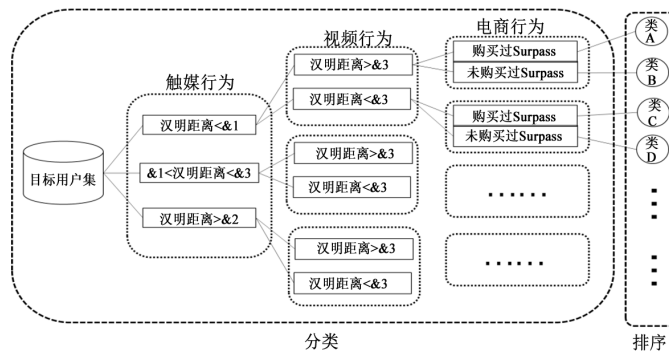 视频行为
电商行为
触媒行为
目标用户集
汉明距离<&1
&1<汉明距离<&3
汉明距离>&2
汉明距离>&3
汉明距离<&3
汉明距离>&3
汉明距离<&3
汉明距离>&3
汉明距离<&3
购买过Surpass
未购买过Surpass
购买过Surpass
未购买过Surpass
……
……
类
A
类
B
类
C
类
D
分类
排序